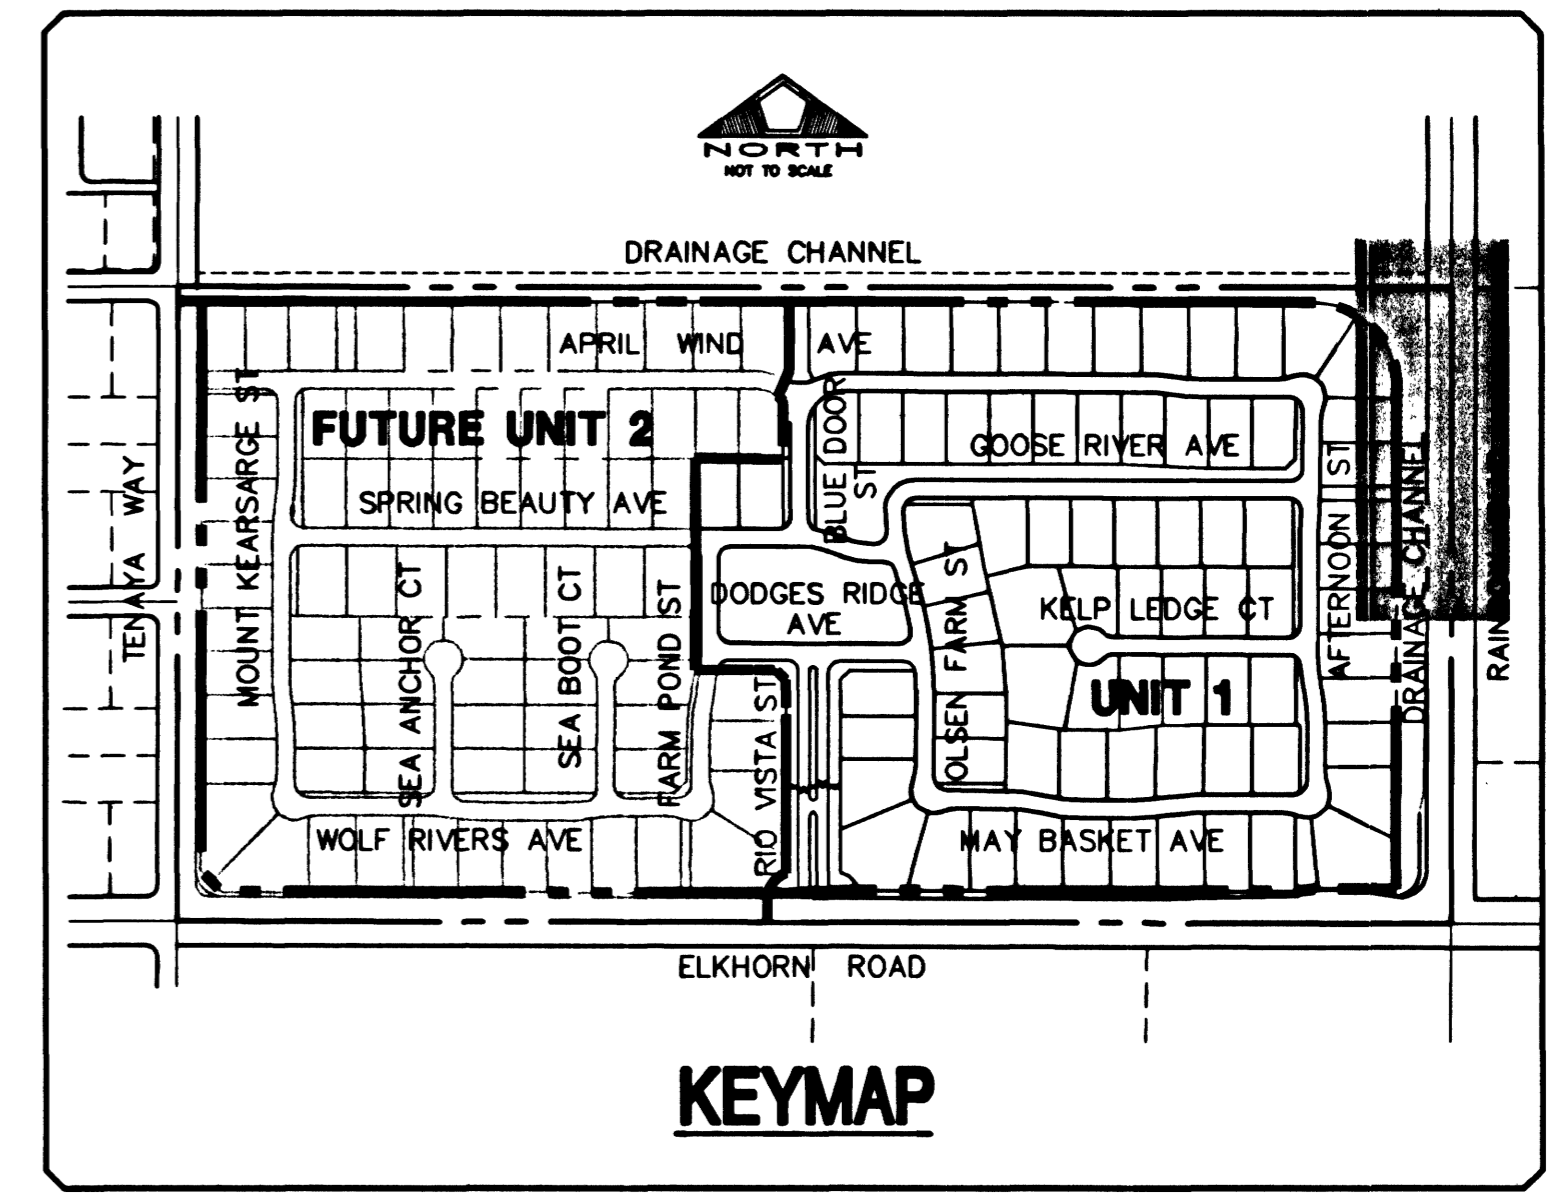 NORTH
NOT TO SCALE
DRAINAGE CHANNEL
APRIL WIND AVE
FUTURE UNIT 2
BLUE DOOR
ST
GOOSE RIVER AVE
SPRING BEAUTY AVE
TENAYA WAY
MOUNT KEARSARGE ST
SEA ANCHOR CT
SEA BOOT CT
FARM POND ST
DODGES RIDGE
AVE
OLSEN FARM ST
KELP LEDGE CT
AFTERNOON ST
DRAINAGE CHANNEL
UNIT 1
RIO VISTA ST
WOLF RIVERS AVE
MAY BASKET AVE
ELKHORN ROAD
KEYMAP